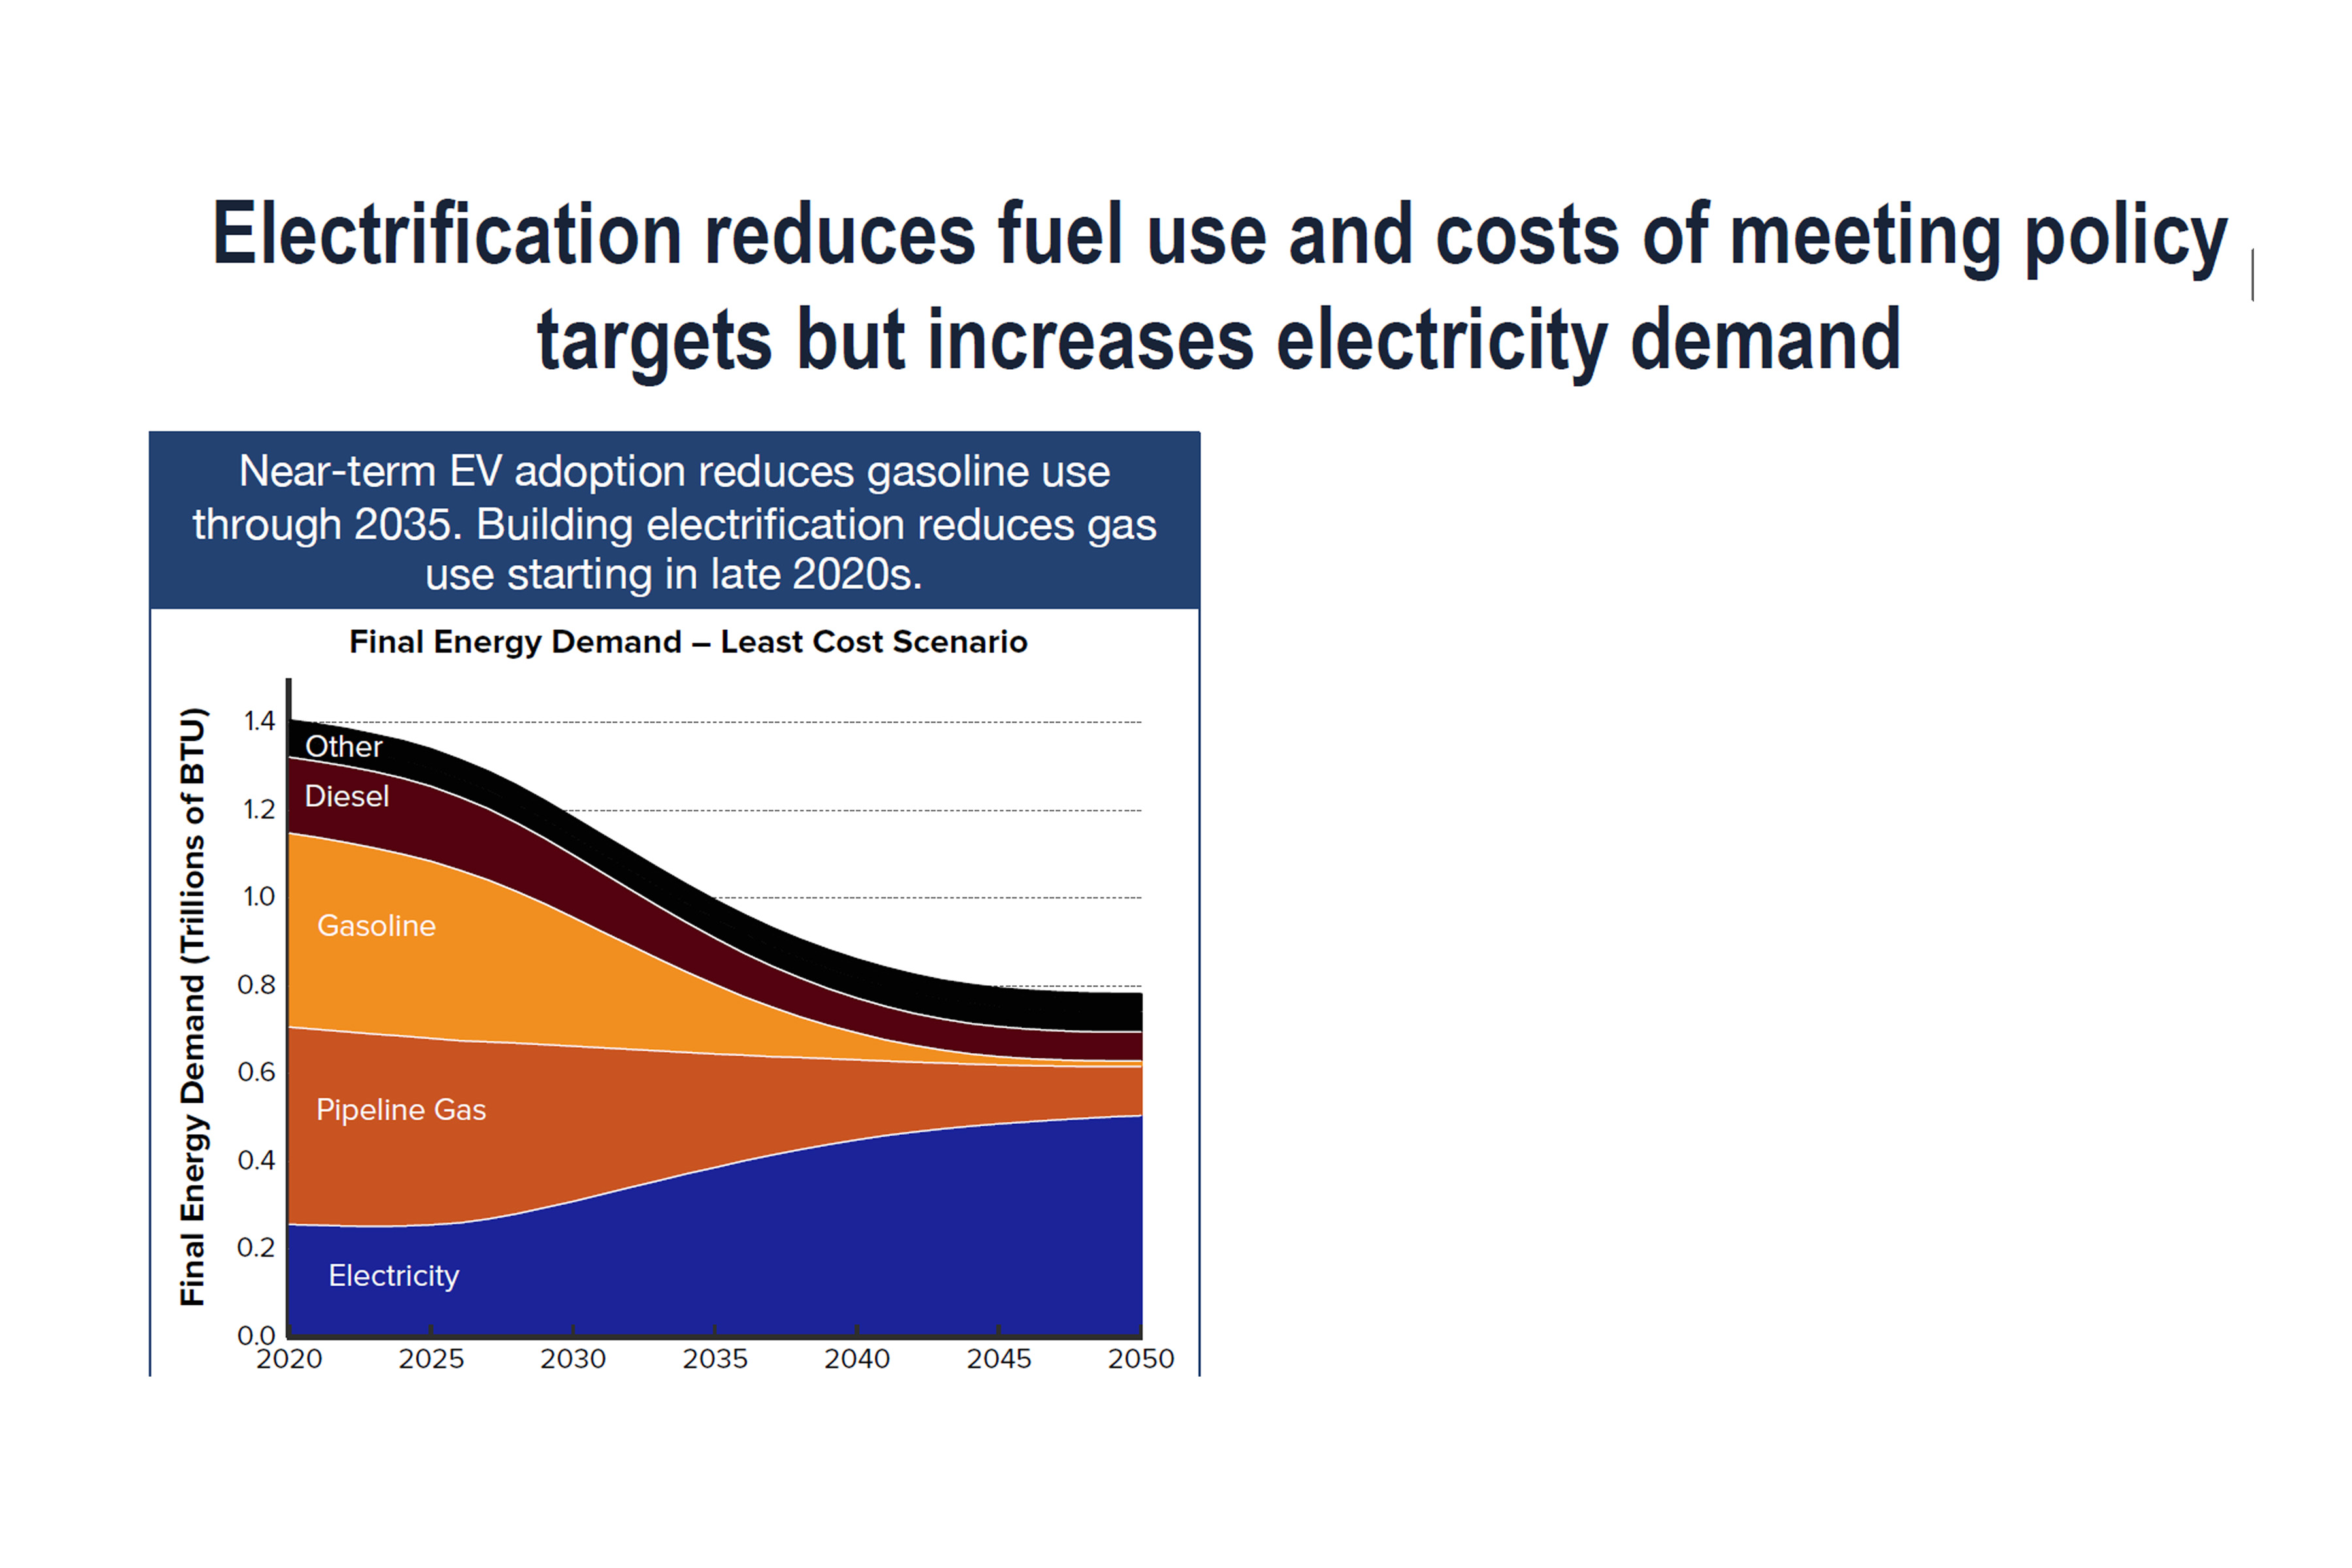 Electrification reduces fuel use and costs of meeting policy
targets but increases electricity demand
Near-term EV adoption reduces gasoline use
through 2035. Building electrification reduces gas
use starting in late 2020s.
Final Energy Demand – Least Cost Scenario
Final Energy Demand (Trillions of BTU)
1.4
1.2
1.0
0.8
0.6
0.4
0.2
0.0
Other
Diesel
Gasoline
Pipeline Gas
Electricity
2020 2025 2030 2035 2040 2045 2050